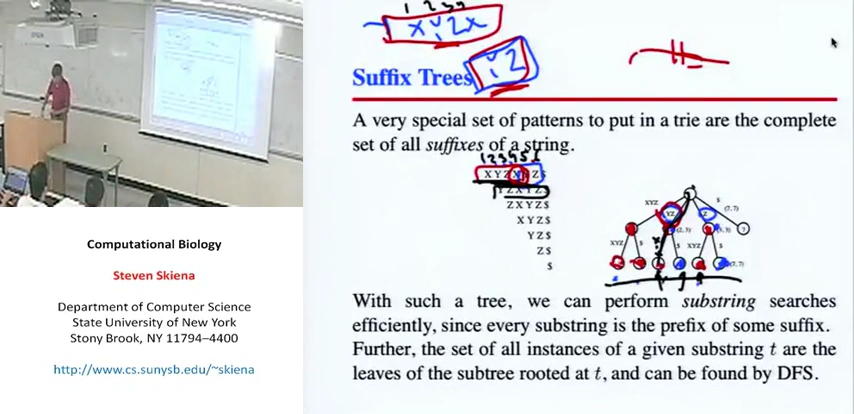 Suffix Trees
A very special set of patterns to put in a trie are the complete
set of all suffixes of a string.
YZXYZ$
ZXYZ$
XYZ$
YZ$
Z$
$
XYZ
YZ
Z
$
XYZ
$
$
XYZ
$
With such a tree, we can perform substring searches
efficiently, since every substring is the prefix of some suffix.
Further, the set of all instances of a given substring t are the
leaves of the subtree rooted at t, and can be found by DFS.
Computational Biology
Steven Skiena
Department of Computer Science
State University of New York
Stony Brook, NY 11794–4400
http://www.cs.sunysb.edu/~skiena